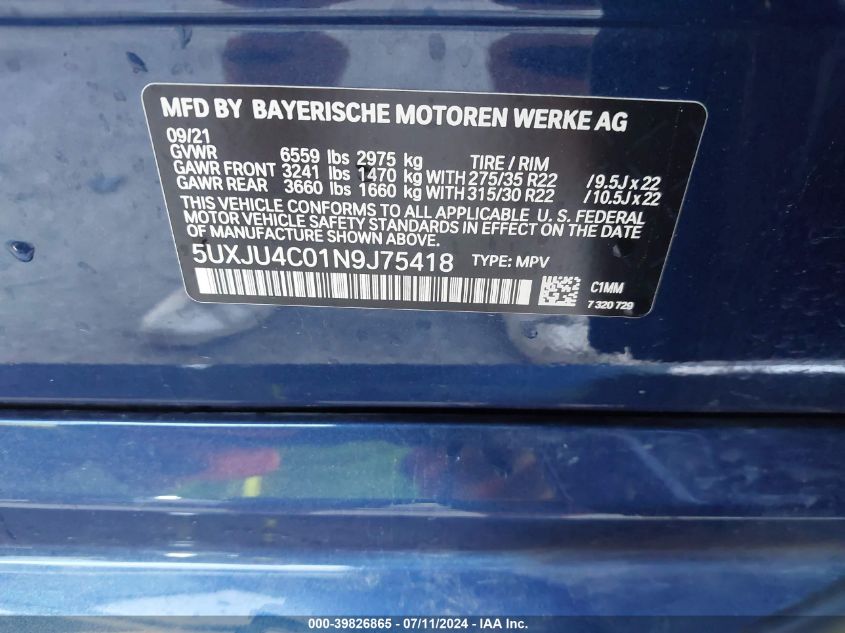 MFD BY BAYERISCHE MOTOREN WERKE AG
09/21
GVWR 6559 lbs 2975 kg TIRE / RIM
GAWR FRONT 3241 lbs 1470 kg WITH 275/35 R22 / 9.5J x 22
GAWR REAR 3660 lbs 1660 kg WITH 315/30 R22 / 10.5J x 22
THIS VEHICLE CONFORMS TO ALL APPLICABLE U. S. FEDERAL
MOTOR VEHICLE SAFETY STANDARDS IN EFFECT ON THE DATE
OF MANUFACTURE SHOWN ABOVE.
5UXJU4C01N9J75418 TYPE: MPV
C1MM
7 320 729
000-39826865 - 07/11/2024 - IAA Inc.